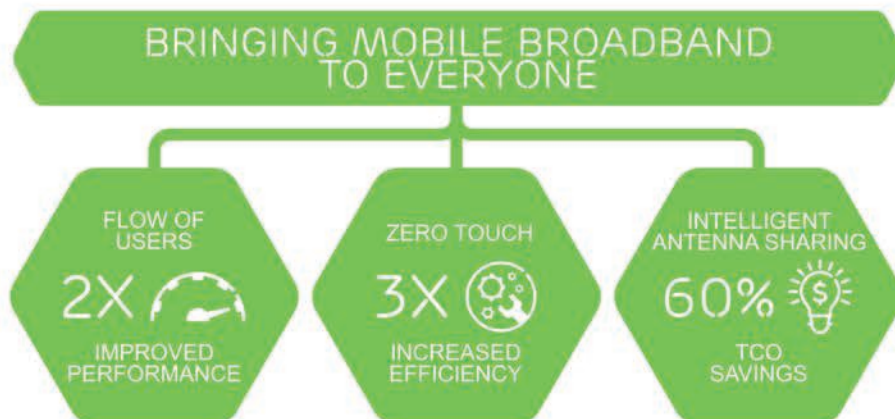 BRINGING MOBILE BROADBAND
TO EVERYONE
FLOW OF
USERS
2X
IMPROVED
PERFORMANCE
ZERO TOUCH
3X
INCREASED
EFFICIENCY
INTELLIGENT
ANTENNA SHARING
60%
$
TCO
SAVINGS